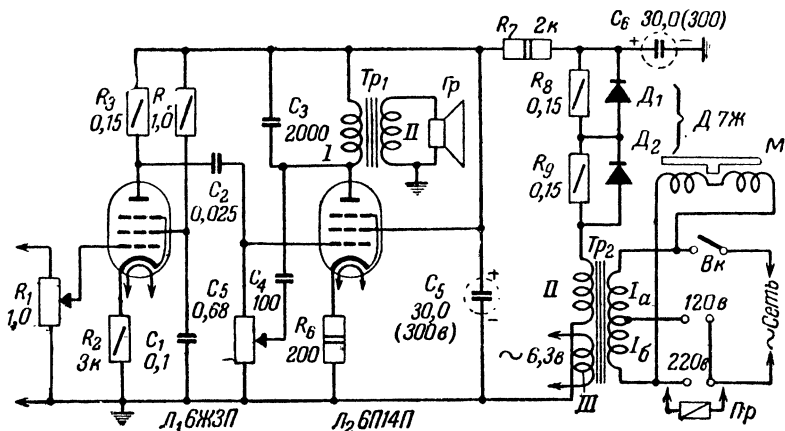 R₇ 2к
C₆ 30,0(300)
+ −
R₃ 0,15
R 1,0
C₃ 2000
Тр₁
I II
Гр
R₈ 0,15
Д₁
Д₂
Д 7Ж
R₉ 0,15
М
C₂ 0,025
R₁ 1,0
R₂ 3к
C₁ 0,1
C₅ 0,68
C₄ 100
R₆ 200
C₅ 30,0 (300в)
+ −
Тр₂
II
Iа
Iб
III
~6,3в
Вк
120в
220в
~Сеть
Пр
Л₁ 6Ж3П
Л₂ 6П14П